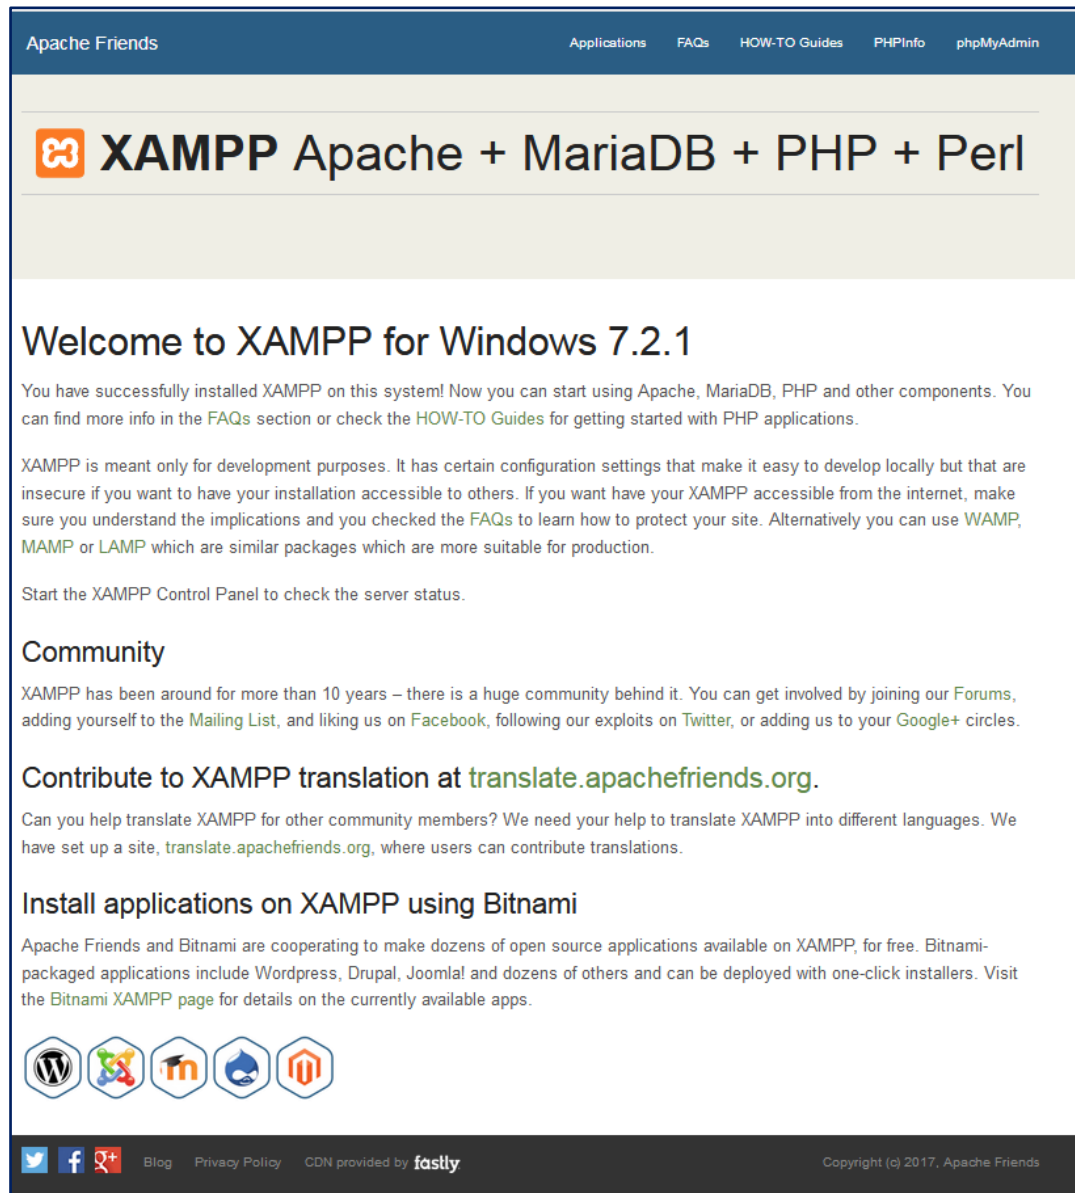 Apache Friends
Applications FAQs HOW-TO Guides PHPInfo phpMyAdmin
XAMPP Apache + MariaDB + PHP + Perl
Welcome to XAMPP for Windows 7.2.1
You have successfully installed XAMPP on this system! Now you can start using Apache, MariaDB, PHP and other components. You
can find more info in the FAQs section or check the HOW-TO Guides for getting started with PHP applications.
XAMPP is meant only for development purposes. It has certain configuration settings that make it easy to develop locally but that are
insecure if you want to have your installation accessible to others. If you want have your XAMPP accessible from the internet, make
sure you understand the implications and you checked the FAQs to learn how to protect your site. Alternatively you can use WAMP,
MAMP or LAMP which are similar packages which are more suitable for production.
Start the XAMPP Control Panel to check the server status.
Community
XAMPP has been around for more than 10 years – there is a huge community behind it. You can get involved by joining our Forums,
adding yourself to the Mailing List, and liking us on Facebook, following our exploits on Twitter, or adding us to your Google+ circles.
Contribute to XAMPP translation at translate.apachefriends.org.
Can you help translate XAMPP for other community members? We need your help to translate XAMPP into different languages. We
have set up a site, translate.apachefriends.org, where users can contribute translations.
Install applications on XAMPP using Bitnami
Apache Friends and Bitnami are cooperating to make dozens of open source applications available on XAMPP, for free. Bitnami-
packaged applications include Wordpress, Drupal, Joomla! and dozens of others and can be deployed with one-click installers. Visit
the Bitnami XAMPP page for details on the currently available apps.
Blog Privacy Policy CDN provided by fastly Copyright (c) 2017, Apache Friends